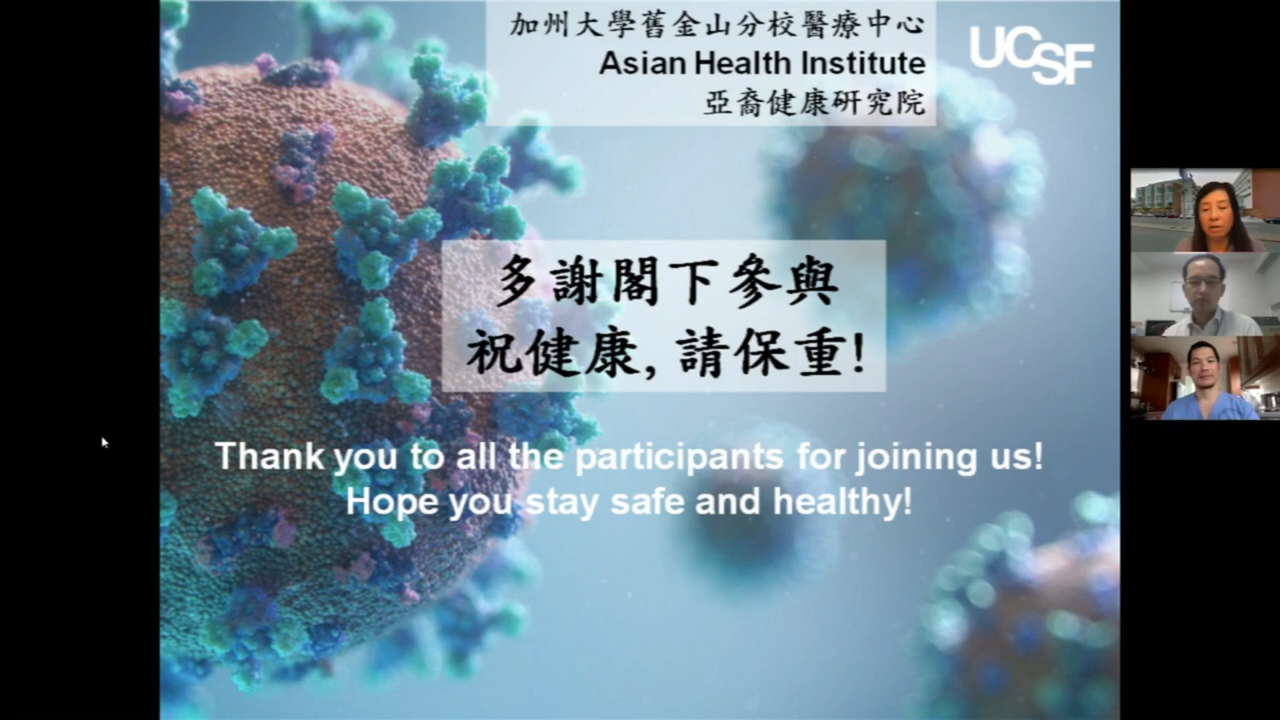 加州大學舊金山分校醫療中心
Asian Health Institute
亞裔健康研究院
UCSF
多謝閣下參與
祝健康, 請保重!
Thank you to all the participants for joining us!
Hope you stay safe and healthy!